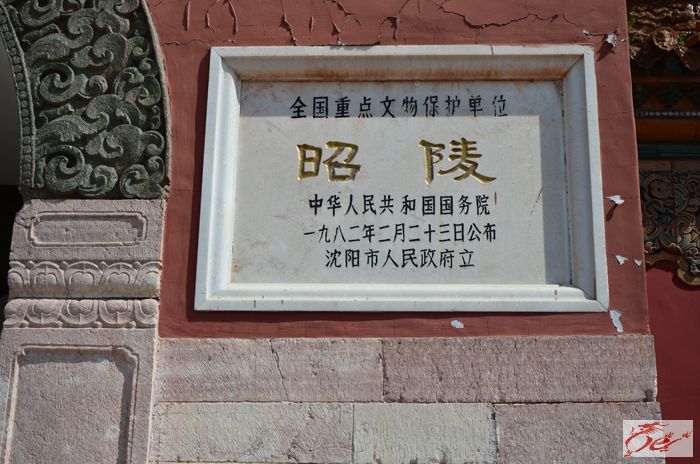 全国重点文物保护单位
昭陵
中华人民共和国国务院
一九八二年二月二十三日公布
沈阳市人民政府立